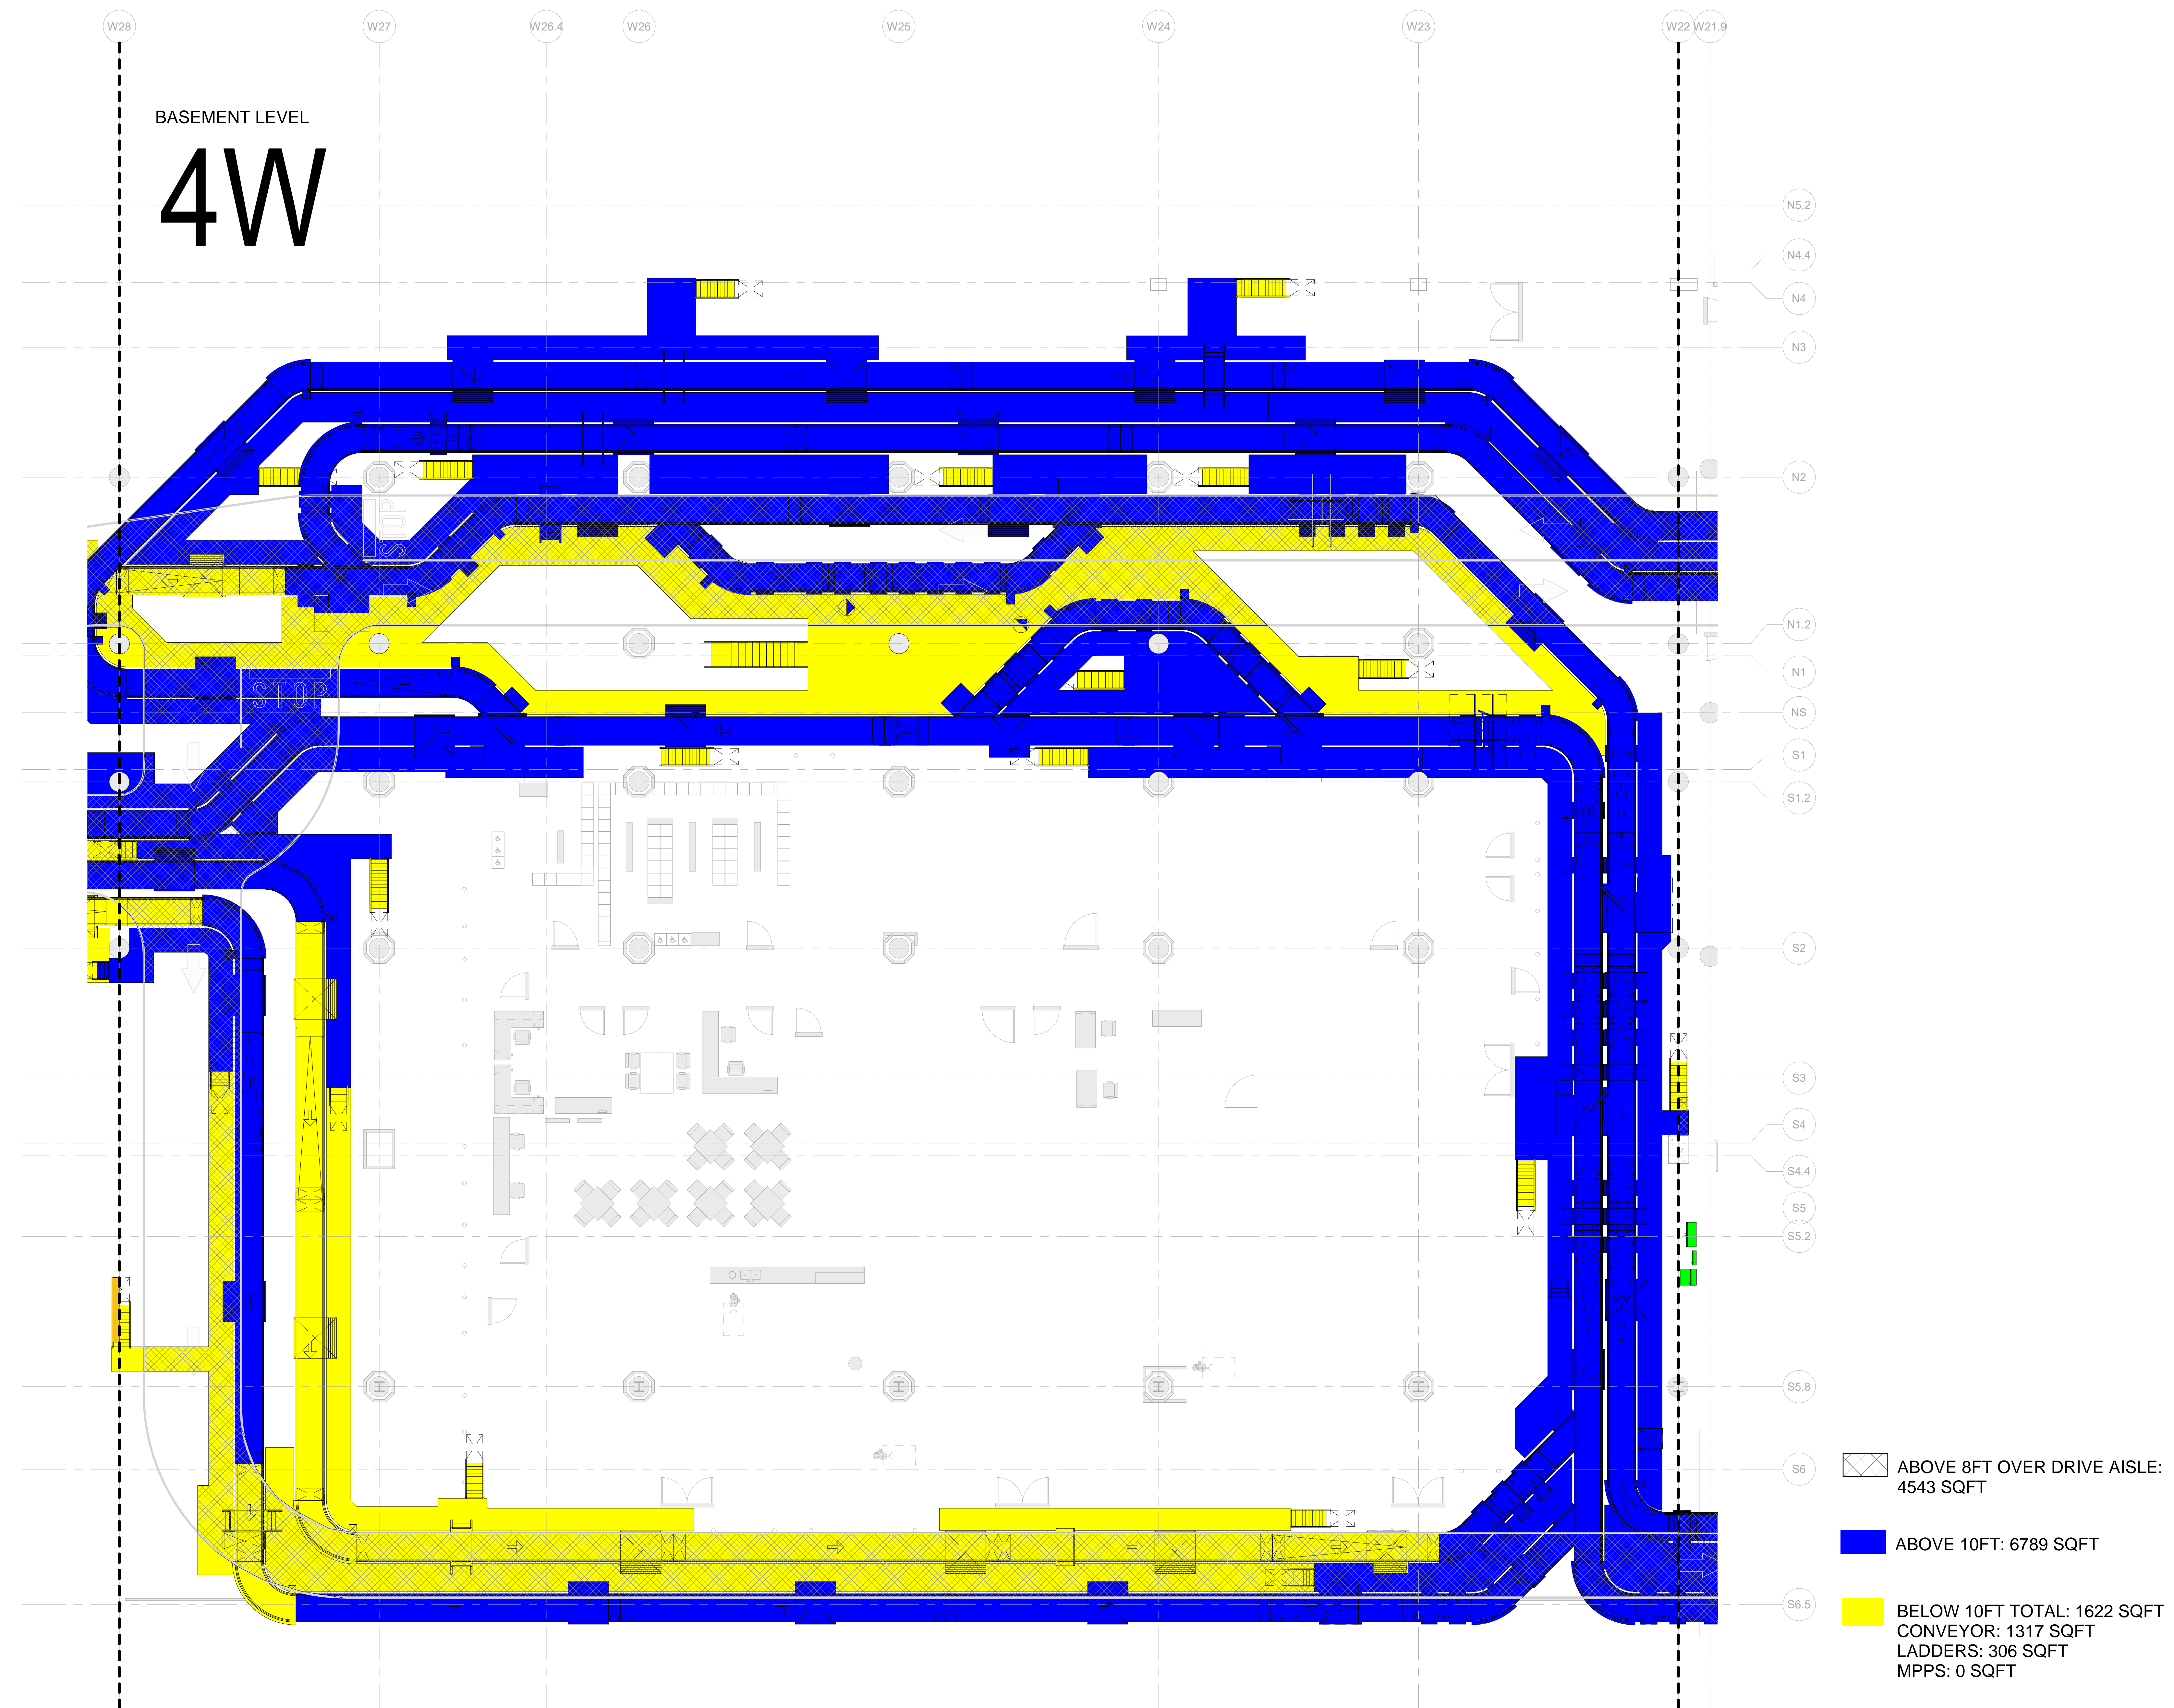 W28
W27
W26.4
W26
W25
W24
W23
W22
W21.9
BASEMENT LEVEL
4W
N5.2
N4.4
N4
N3
N2
STOP
N1.2
N1
STOP
NS
S1
S1.2
S2
S3
S4
S4.4
S5
S5.2
S5.8
S6
ABOVE 8FT OVER DRIVE AISLE:
4543 SQFT
ABOVE 10FT: 6789 SQFT
S6.5
BELOW 10FT TOTAL: 1622 SQFT
CONVEYOR: 1317 SQFT
LADDERS: 306 SQFT
MPPS: 0 SQFT